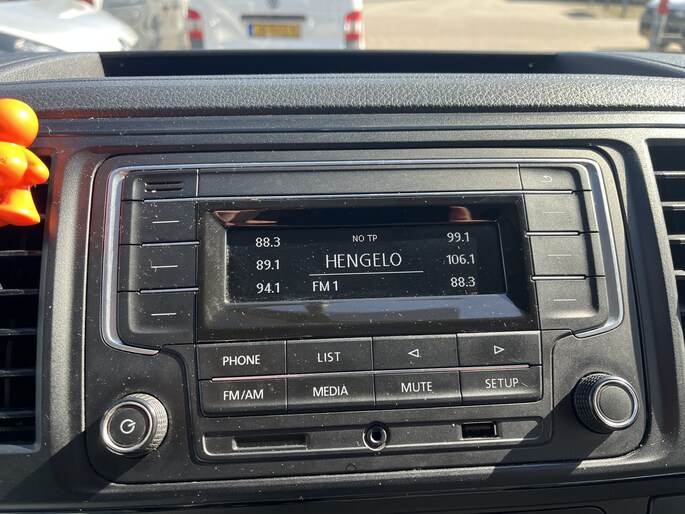 88.3 NO TP 99.1
89.1 HENGELO 106.1
94.1 FM 1 88.3
PHONE LIST
FM/AM MEDIA MUTE SETUP